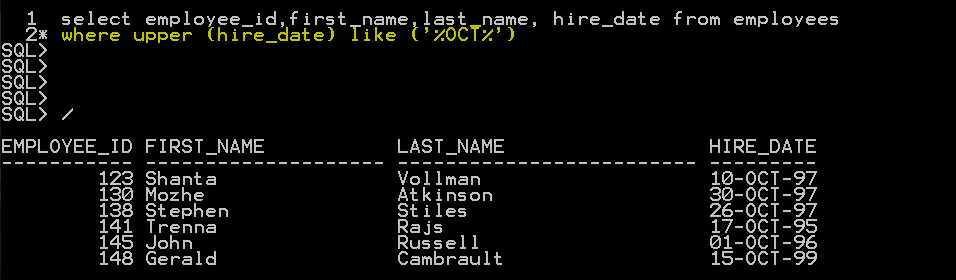 1 select employee_id,first_name,last_name, hire_date from employees
2* where upper (hire_date) like ('%OCT%')
SQL>
SQL>
SQL>
SQL>
SQL> /
EMPLOYEE_ID FIRST_NAME LAST_NAME HIRE_DATE
----------- -------------------- ------------------------- ---------
123 Shanta Vollman 10-OCT-97
130 Mozhe Atkinson 30-OCT-97
138 Stephen Stiles 26-OCT-97
141 Trenna Rajs 17-OCT-95
145 John Russell 01-OCT-96
148 Gerald Cambrault 15-OCT-99